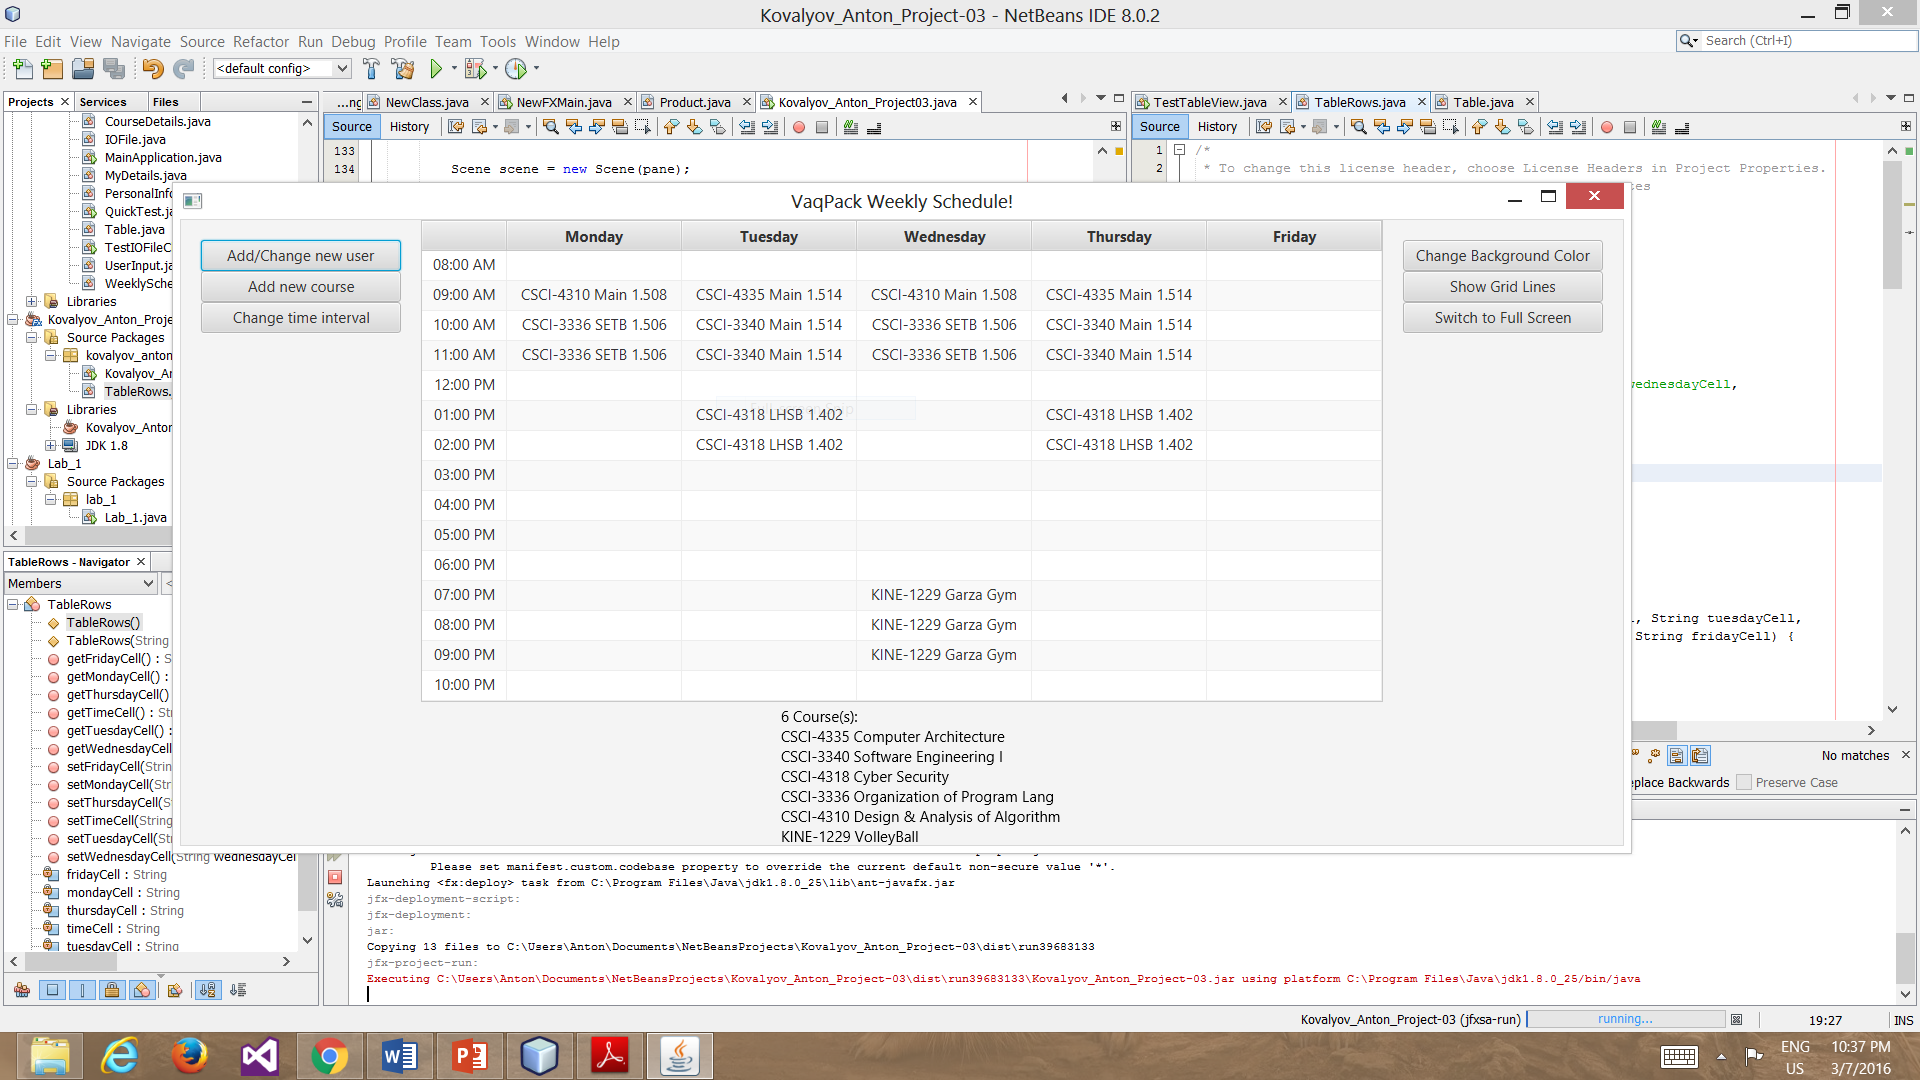 Kovalyov_Anton_Project-03 - NetBeans IDE 8.0.2
File Edit View Navigate Source Refactor Run Debug Profile Team Tools Window Help
Search (Ctrl+I)
<default config>
Projects Services Files
...ng NewClass.java NewFXMain.java Product.java Kovalyov_Anton_Project03.java
TestTableView.java TableRows.java Table.java
Source History
Source History
CourseDetails.java
IOFile.java
MainApplication.java
MyDetails.java
PersonalInfo
QuickTest.ja
Table.java
TestIOFileC
UserInput.ja
WeeklySche
Libraries
Kovalyov_Anton_Proje
Source Packages
kovalyov_anton
Kovalyov_An
TableRows.
Libraries
Kovalyov_Anton
JDK 1.8
Lab_1
Source Packages
lab_1
Lab_1.java
133
134 Scene scene = new Scene(pane);
1 /*
2 * To change this license header, choose License Headers in Project Properties.
wednesdayCell,
, String tuesdayCell,
String fridayCell) {
VaqPack Weekly Schedule!
Add/Change new user
Add new course
Change time interval
Monday Tuesday Wednesday Thursday Friday
08:00 AM
09:00 AM CSCI-4310 Main 1.508 CSCI-4335 Main 1.514 CSCI-4310 Main 1.508 CSCI-4335 Main 1.514
10:00 AM CSCI-3336 SETB 1.506 CSCI-3340 Main 1.514 CSCI-3336 SETB 1.506 CSCI-3340 Main 1.514
11:00 AM CSCI-3336 SETB 1.506 CSCI-3340 Main 1.514 CSCI-3336 SETB 1.506 CSCI-3340 Main 1.514
12:00 PM
01:00 PM CSCI-4318 LHSB 1.402 CSCI-4318 LHSB 1.402
02:00 PM CSCI-4318 LHSB 1.402 CSCI-4318 LHSB 1.402
03:00 PM
04:00 PM
05:00 PM
06:00 PM
07:00 PM KINE-1229 Garza Gym
08:00 PM KINE-1229 Garza Gym
09:00 PM KINE-1229 Garza Gym
10:00 PM
Change Background Color
Show Grid Lines
Switch to Full Screen
6 Course(s):
CSCI-4335 Computer Architecture
CSCI-3340 Software Engineering I
CSCI-4318 Cyber Security
CSCI-3336 Organization of Program Lang
CSCI-4310 Design & Analysis of Algorithm
KINE-1229 VolleyBall
No matches
eplace Backwards Preserve Case
TableRows - Navigator
Members
TableRows
TableRows()
TableRows(String
getFridayCell() : S
getMondayCell() :
getThursdayCell()
getTimeCell() : Str
getTuesdayCell() :
getWednesdayCell
setFridayCell(Strin
setMondayCell(Str
setThursdayCell(S
setTimeCell(String
setTuesdayCell(St
setWednesdayCell(String wednesdayCel
fridayCell : String
mondayCell : String
thursdayCell : String
timeCell : String
tuesdayCell : String
Please set manifest.custom.codebase property to override the current default non-secure value '*'.
Launching <fx:deploy> task from C:\Program Files\Java\jdk1.8.0_25\lib\ant-javafx.jar
jfx-deployment-script:
jfx-deployment:
jar:
Copying 13 files to C:\Users\Anton\Documents\NetBeansProjects\Kovalyov_Anton_Project-03\dist\run39683133
jfx-project-run:
Executing C:\Users\Anton\Documents\NetBeansProjects\Kovalyov_Anton_Project-03\dist\run39683133\Kovalyov_Anton_Project-03.jar using platform C:\Program Files\Java\jdk1.8.0_25/bin/java
Kovalyov_Anton_Project-03 (jfxsa-run) running... 19:27 INS
ENG 10:37 PM
US 3/7/2016